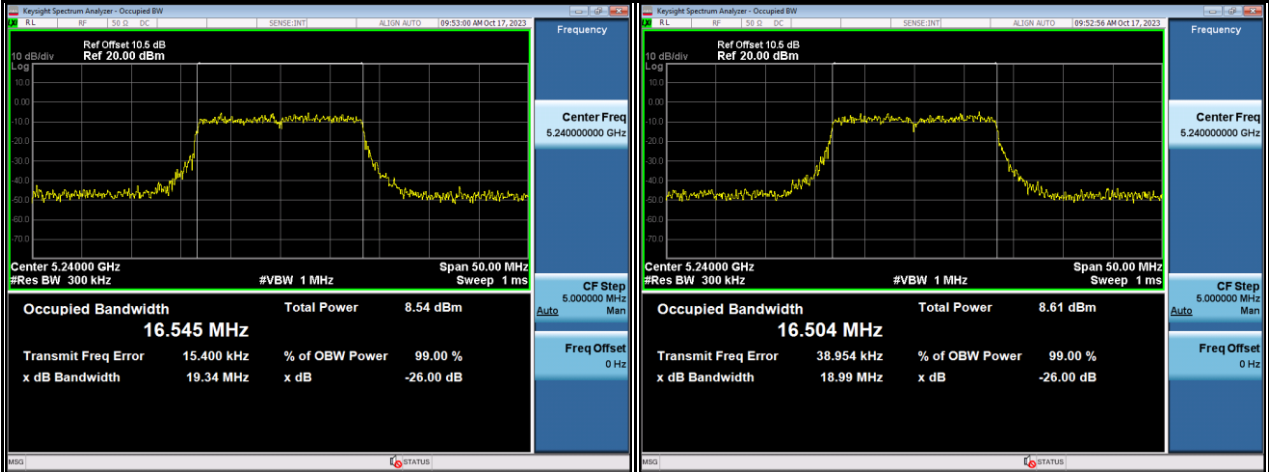 Keysight Spectrum Analyzer - Occupied BW
RL RF 50 Ω DC SENSE:INT ALIGN AUTO 09:53:00 AM Oct 17, 2023
Frequency
Ref Offset 10.5 dB
10 dB/div Ref 20.00 dBm
Log
10.0
0.00
-10.0
-20.0
-30.0
-40.0
-50.0
-60.0
-70.0
Center 5.24000 GHz Span 50.00 MHz
#Res BW 300 kHz #VBW 1 MHz Sweep 1 ms
Occupied Bandwidth Total Power 8.54 dBm
16.545 MHz
Transmit Freq Error 15.400 kHz % of OBW Power 99.00 %
x dB Bandwidth 19.34 MHz x dB -26.00 dB
Center Freq
5.240000000 GHz
CF Step
5.000000 MHz
Auto Man
Freq Offset
0 Hz
MSG STATUS
Keysight Spectrum Analyzer - Occupied BW
RL RF 50 Ω DC SENSE:INT ALIGN AUTO 09:52:56 AM Oct 17, 2023
Frequency
Ref Offset 10.5 dB
10 dB/div Ref 20.00 dBm
Log
10.0
0.00
-10.0
-20.0
-30.0
-40.0
-50.0
-60.0
-70.0
Center 5.24000 GHz Span 50.00 MHz
#Res BW 300 kHz #VBW 1 MHz Sweep 1 ms
Occupied Bandwidth Total Power 8.61 dBm
16.504 MHz
Transmit Freq Error 38.954 kHz % of OBW Power 99.00 %
x dB Bandwidth 18.99 MHz x dB -26.00 dB
Center Freq
5.240000000 GHz
CF Step
5.000000 MHz
Auto Man
Freq Offset
0 Hz
MSG STATUS